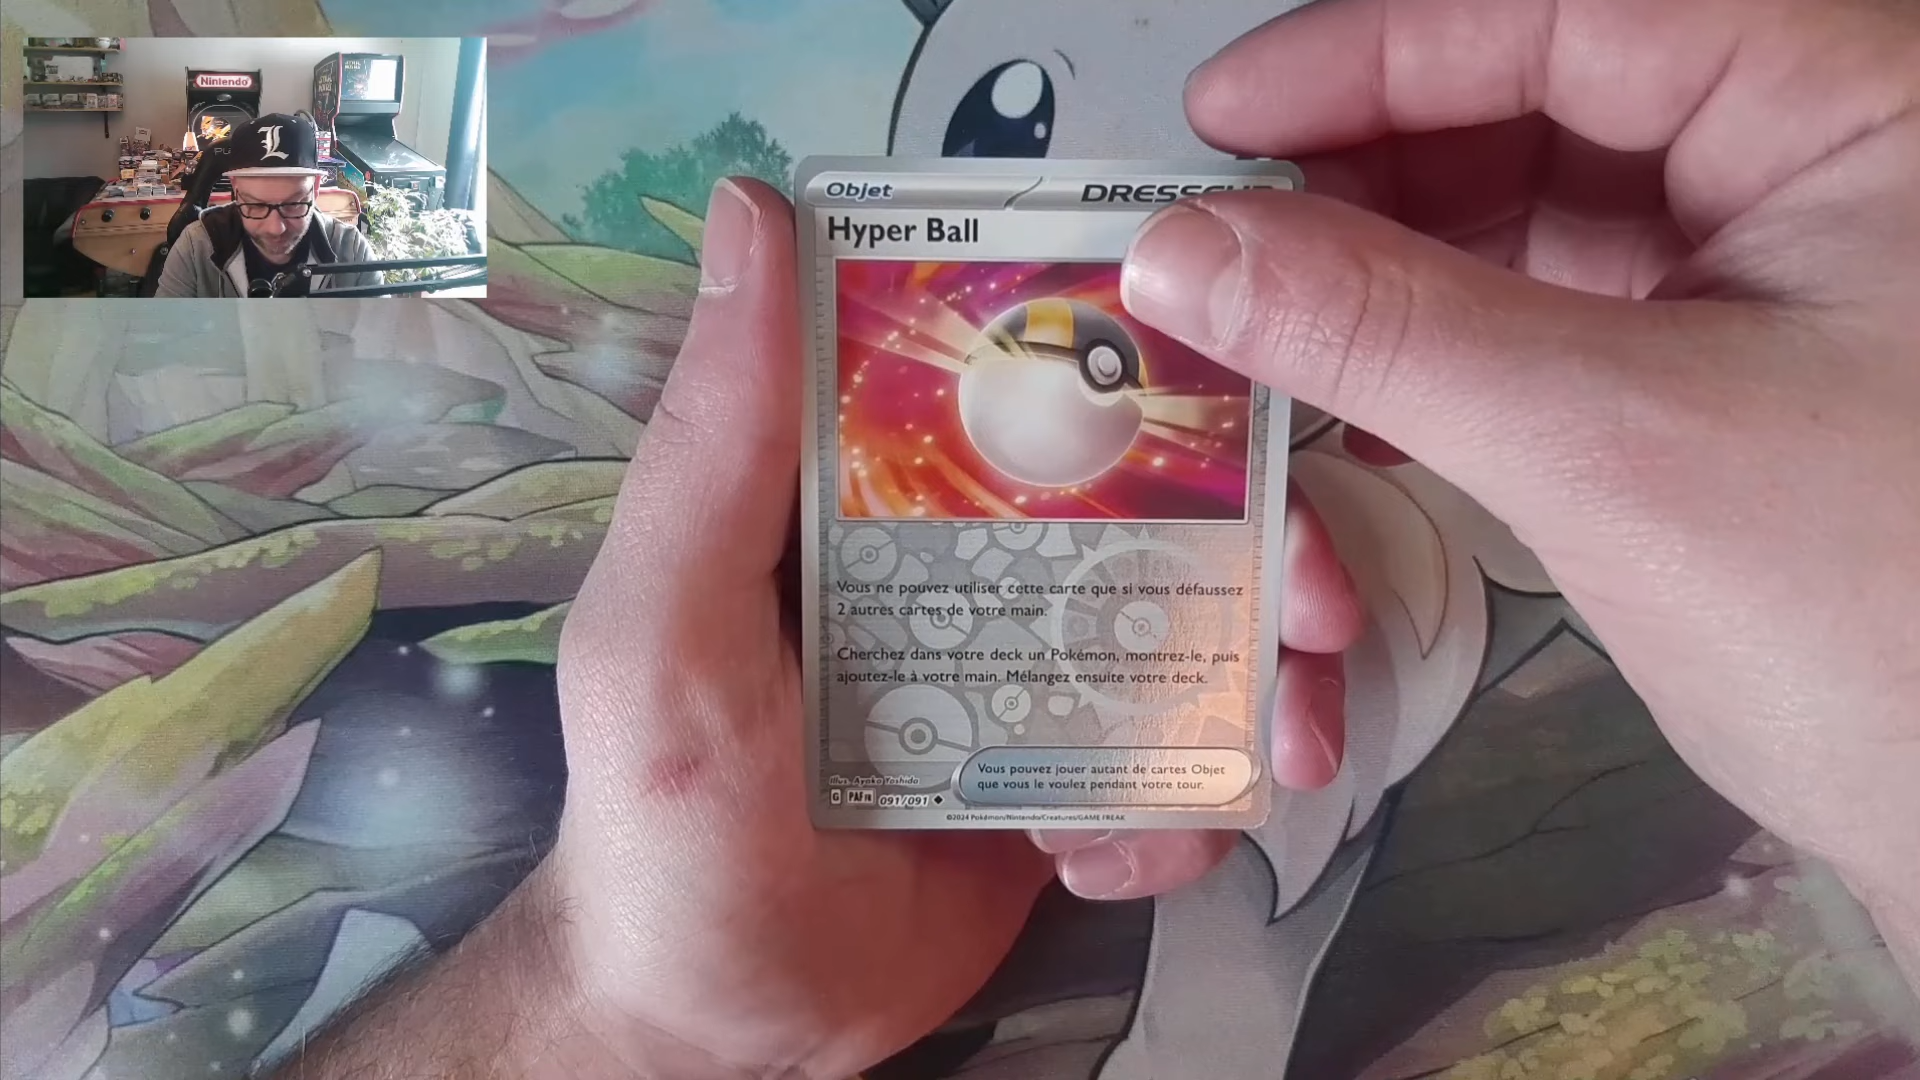 Nintendo
L
Objet
DRESSEUR
Hyper Ball
Vous ne pouvez utiliser cette carte que si vous défaussez
2 autres cartes de votre main.
Cherchez dans votre deck un Pokémon, montrez-le, puis
ajoutez-le à votre main. Mélangez ensuite votre deck.
Vous pouvez jouer autant de cartes Objet
que vous le voulez pendant votre tour.
Illus. Ayaka Yoshida
G PAF FR 091/091
©2024 Pokémon/Nintendo/Creatures/GAME FREAK